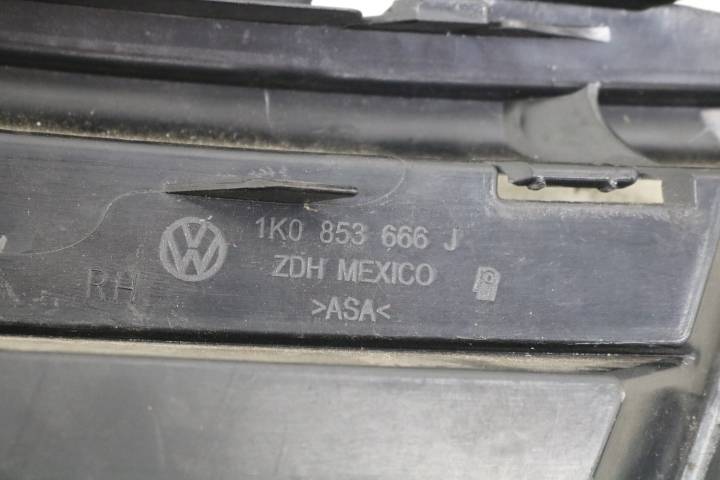 1K0 853 666 J
ZDH MEXICO
RH
>ASA<